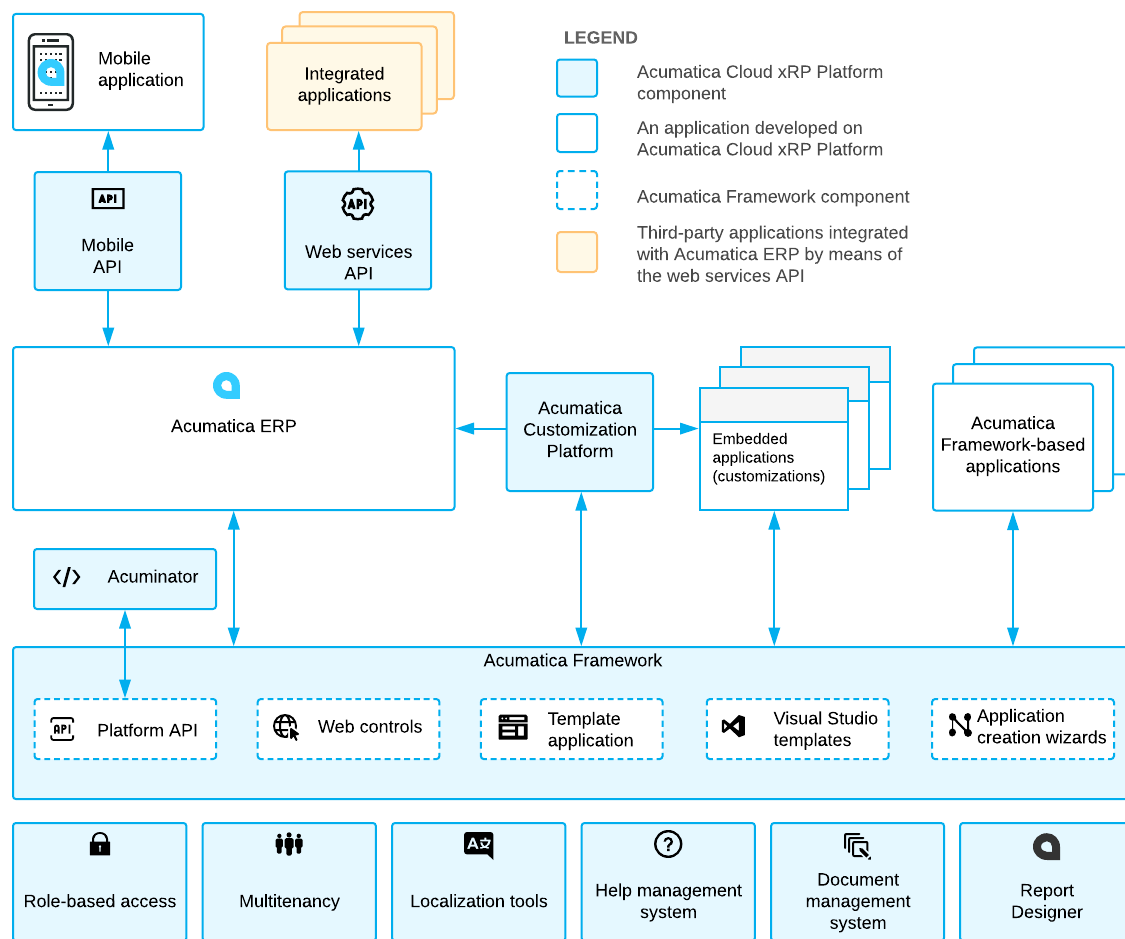 Mobile
application
Integrated
applications
LEGEND
Acumatica Cloud xRP Platform
component
An application developed on
Acumatica Cloud xRP Platform
Acumatica Framework component
Third-party applications integrated
with Acumatica ERP by means of
the web services API
API
Mobile
API
API
Web services
API
Acumatica ERP
Acumatica
Customization
Platform
Embedded
applications
(customizations)
Acumatica
Framework-based
applications
Acuminator
Acumatica Framework
API
Platform API
Web controls
Template
application
Visual Studio
templates
Application
creation wizards
Role-based access
Multitenancy
A文
Localization tools
?
Help management
system
Document
management
system
Report
Designer